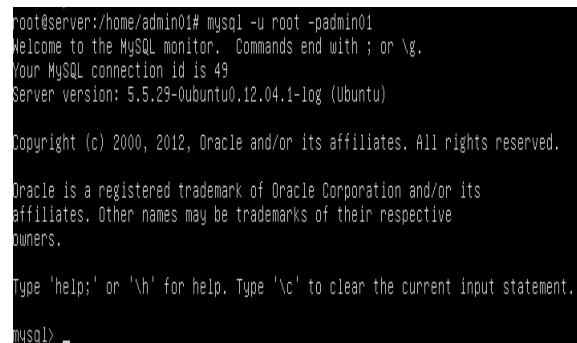 root@server:/home/admin01# mysql -u root -padmin01
Welcome to the MySQL monitor.  Commands end with ; or \g.
Your MySQL connection id is 49
Server version: 5.5.29-0ubuntu0.12.04.1-log (Ubuntu)
Copyright (c) 2000, 2012, Oracle and/or its affiliates. All rights reserved.
Oracle is a registered trademark of Oracle Corporation and/or its
affiliates. Other names may be trademarks of their respective
owners.
Type 'help;' or '\h' for help. Type '\c' to clear the current input statement.
mysql> _